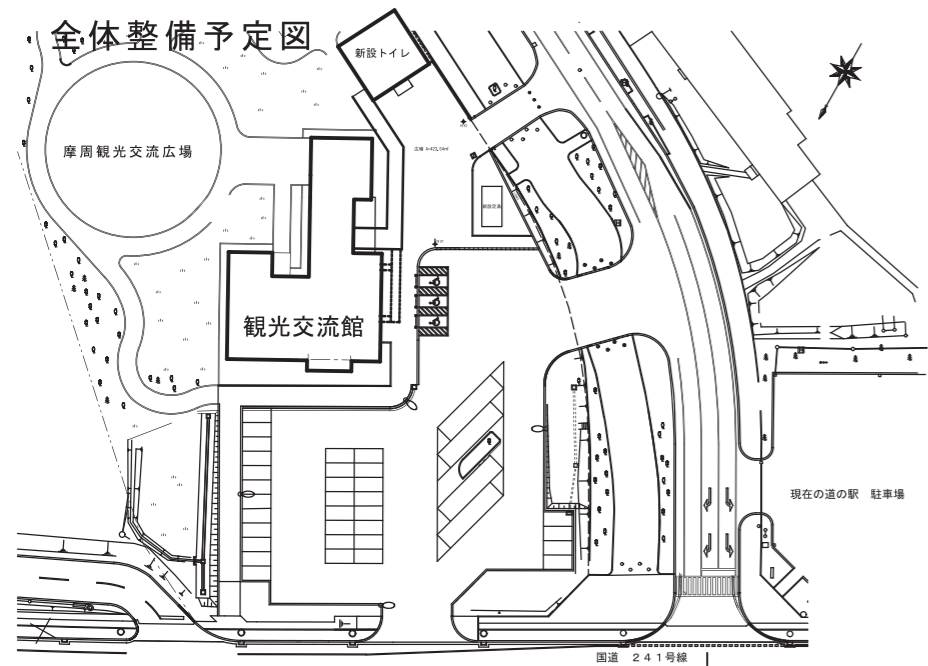 全体整備予定図
新設トイレ
摩周観光交流広場
観光交流館
現在の道の駅　駐車場
国道　２４１号線